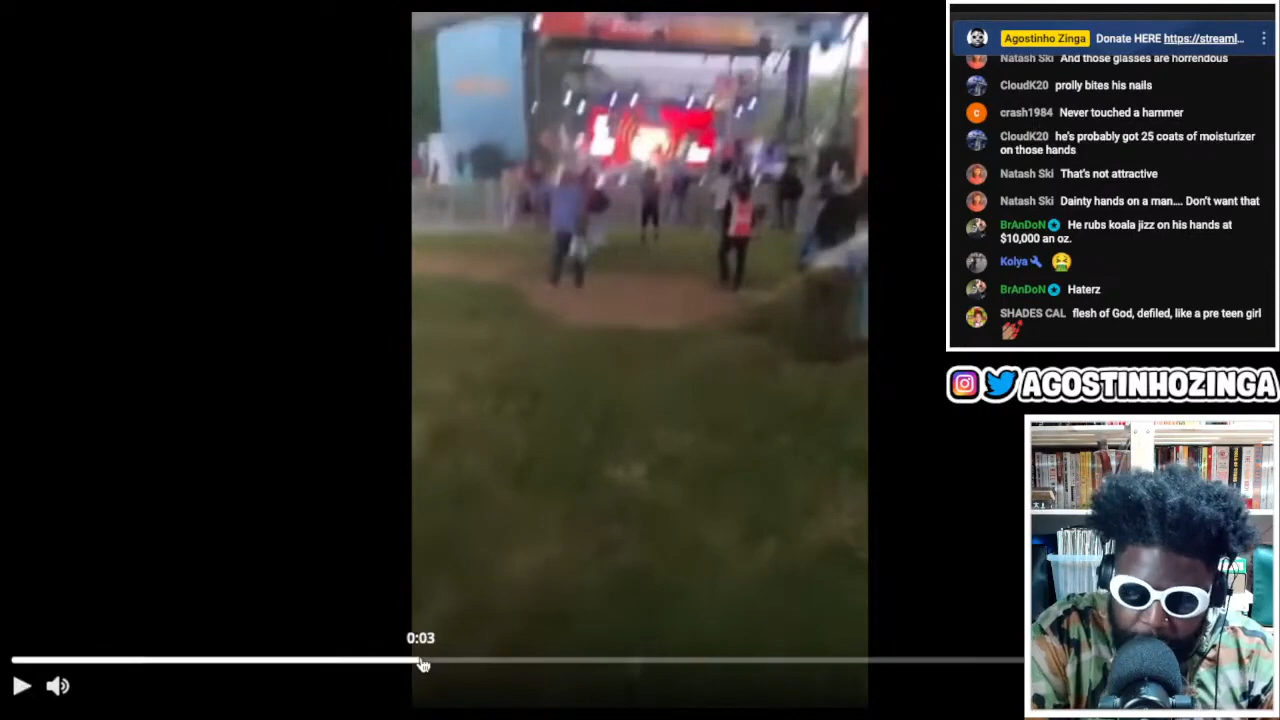 Agostinho Zinga Donate HERE https://streaml...
Natash Ski And those glasses are horrendous
CloudK20 prolly bites his nails
c crash1984 Never touched a hammer
CloudK20 he's probably got 25 coats of moisturizer
on those hands
Natash Ski That's not attractive
Natash Ski Dainty hands on a man.... Don't want that
BrAnDoN He rubs koala jizz on his hands at
$10,000 an oz.
Kolya 🤮
BrAnDoN Haterz
SHADES CAL flesh of God, defiled, like a pre teen girl
💅🏾
AGOSTINHOZINGA
0:03